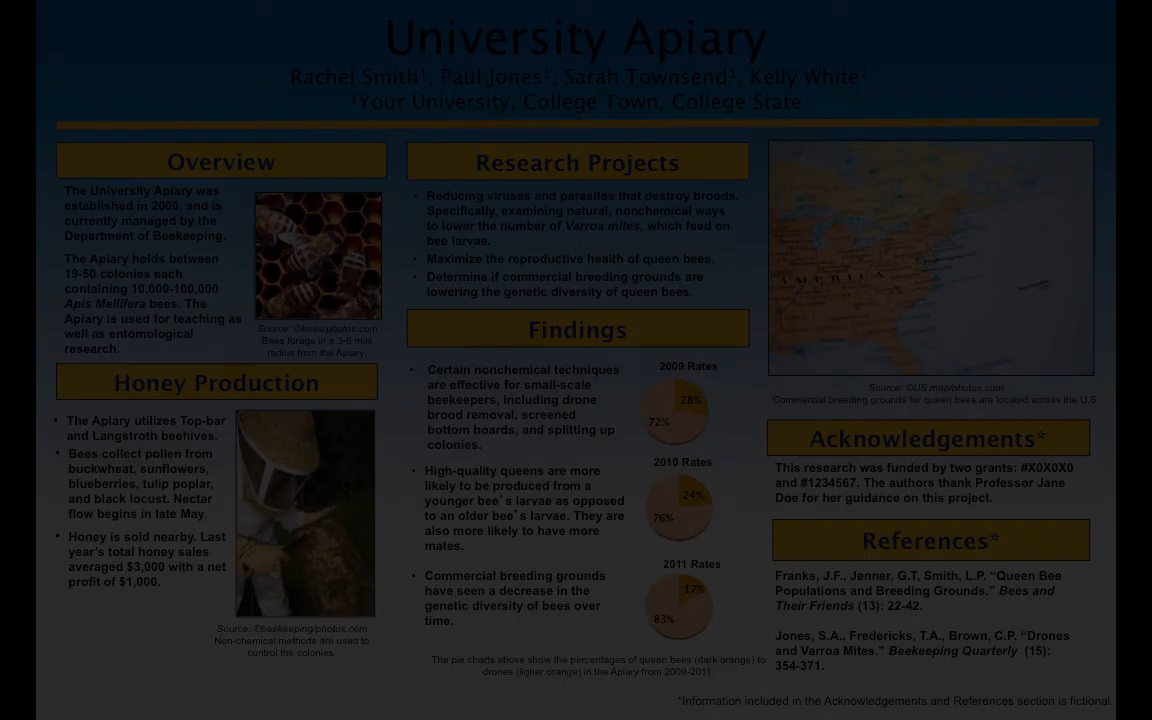 University Apiary
Rachel Smith¹, Paul Jones¹, Sarah Townsend¹, Kelly White¹
¹Your University, College Town, College State
Overview
The University Apiary was
established in 2000, and is
currently managed by the
Department of Beekeeping.
The Apiary holds between
19-50 colonies each
containing 10,000-100,000
Apis Mellifera bees. The
Apiary is used for teaching as
well as entomological
research.
Source: ©bees/photos.com
Bees forage in a 3-6 mile
radius from the Apiary.
Honey Production
• The Apiary utilizes Top-bar
and Langstroth beehives.
• Bees collect pollen from
buckwheat, sunflowers,
blueberries, tulip poplar,
and black locust. Nectar
flow begins in late May.
• Honey is sold nearby. Last
year's total honey sales
averaged $3,000 with a net
profit of $1,000.
Source: ©beekeeping/photos.com
Non-chemical methods are used to
control the colonies.
Research Projects
• Reducing viruses and parasites that destroy broods.
Specifically, examining natural, nonchemical ways
to lower the number of Varroa mites, which feed on
bee larvae.
• Maximize the reproductive health of queen bees.
• Determine if commercial breeding grounds are
lowering the genetic diversity of queen bees.
Findings
• Certain nonchemical techniques
are effective for small-scale
beekeepers, including drone
brood removal, screened
bottom boards, and splitting up
colonies.
• High-quality queens are more
likely to be produced from a
younger bee's larvae as opposed
to an older bee's larvae. They are
also more likely to have more
mates.
• Commercial breeding grounds
have seen a decrease in the
genetic diversity of bees over
time.
2009 Rates
28%
72%
2010 Rates
24%
76%
2011 Rates
17%
83%
The pie charts above show the percentages of queen bees (dark orange) to
drones (ligher orange) in the Apiary from 2009-2011.
AMERICA
Source: ©US map/photos.com
Commercial breeding grounds for queen bees are located across the U.S.
Acknowledgements*
This research was funded by two grants: #X0X0X0
and #1234567. The authors thank Professor Jane
Doe for her guidance on this project.
References*
Franks, J.F., Jenner, G.T, Smith, L.P. “Queen Bee
Populations and Breeding Grounds.” Bees and
Their Friends (13): 22-42.
Jones, S.A., Fredericks, T.A., Brown, C.P. “Drones
and Varroa Mites.” Beekeeping Quarterly (15):
354-371.
*Information included in the Acknowledgements and References section is fictional.